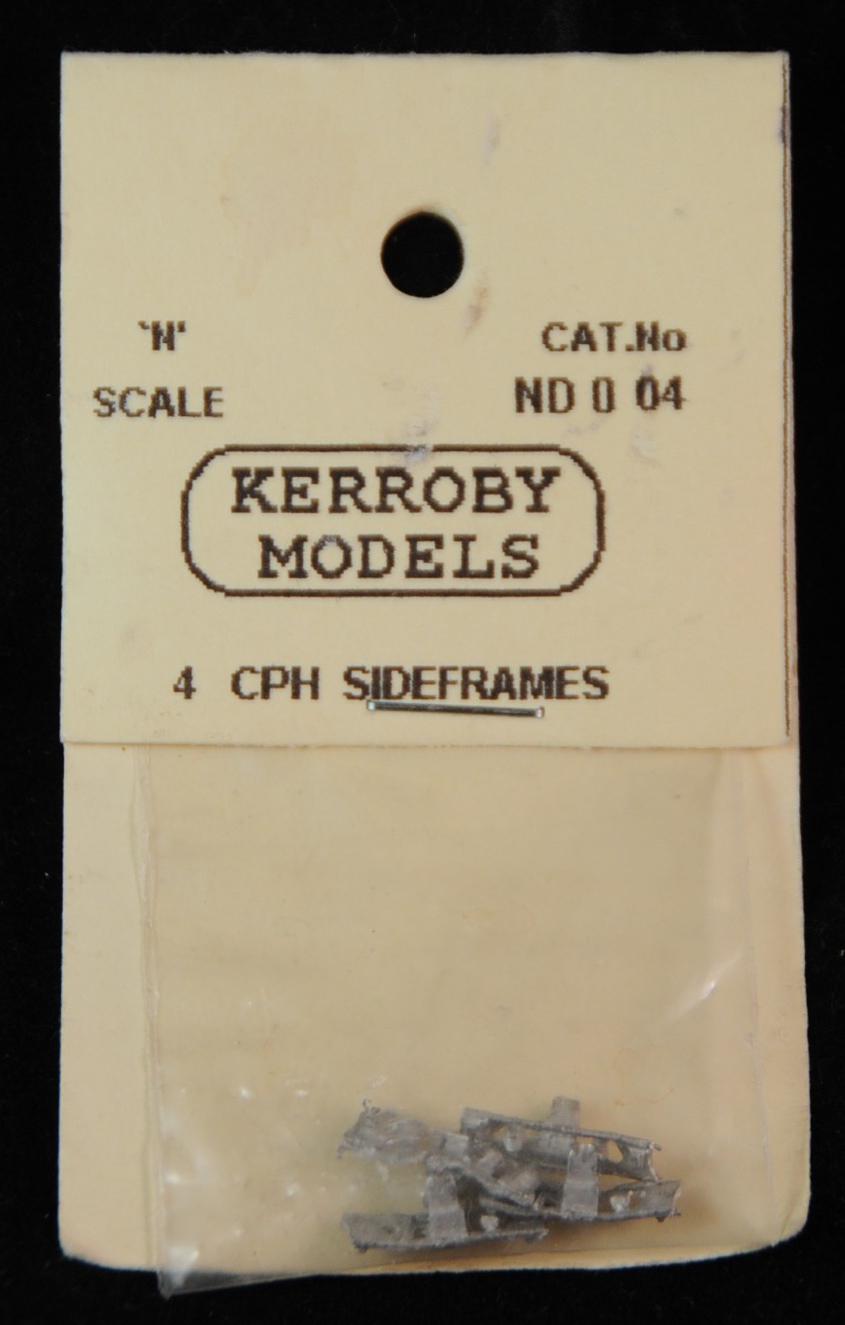 'N'
SCALE
CAT.No
ND 0 04
KERROBY
MODELS
4 CPH SIDEFRAMES